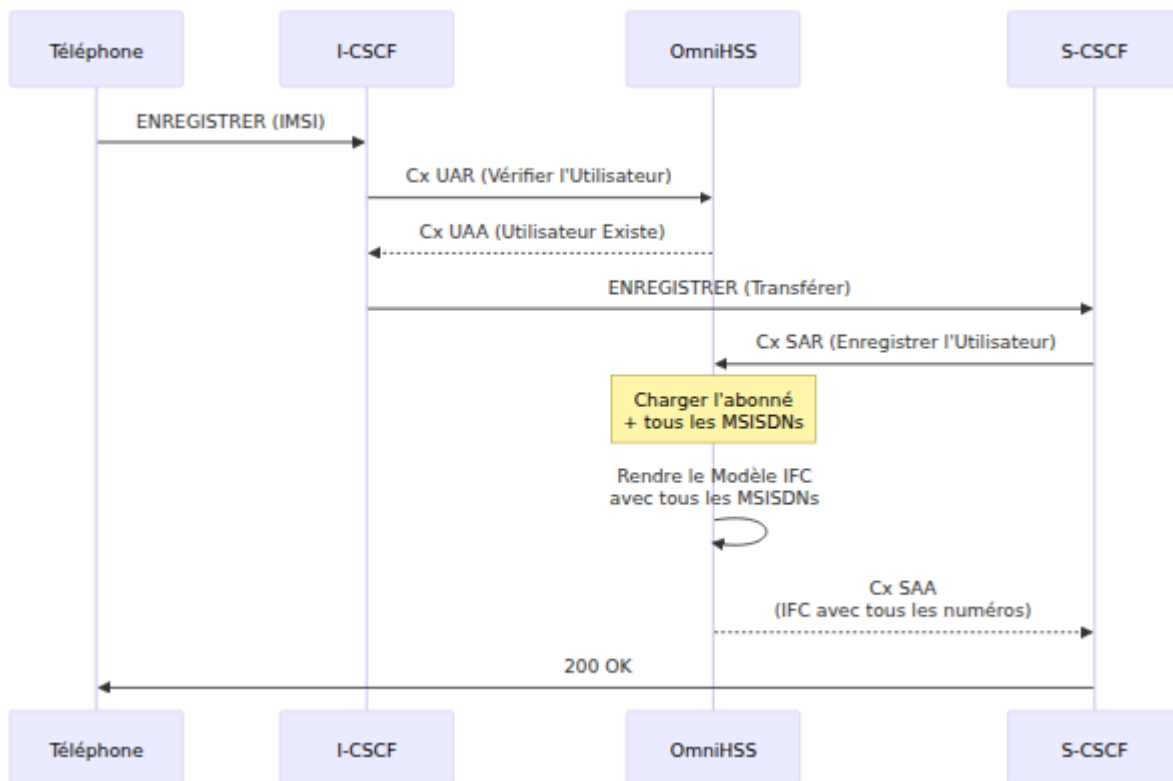 Téléphone
I-CSCF
OmniHSS
S-CSCF
ENREGISTRER (IMSI)
Cx UAR (Vérifier l'Utilisateur)
Cx UAA (Utilisateur Existe)
ENREGISTRER (Transférer)
Cx SAR (Enregistrer l'Utilisateur)
Charger l'abonné
+ tous les MSISDNs
Rendre le Modèle IFC
avec tous les MSISDNs
Cx SAA
(IFC avec tous les numéros)
200 OK
Téléphone
I-CSCF
OmniHSS
S-CSCF